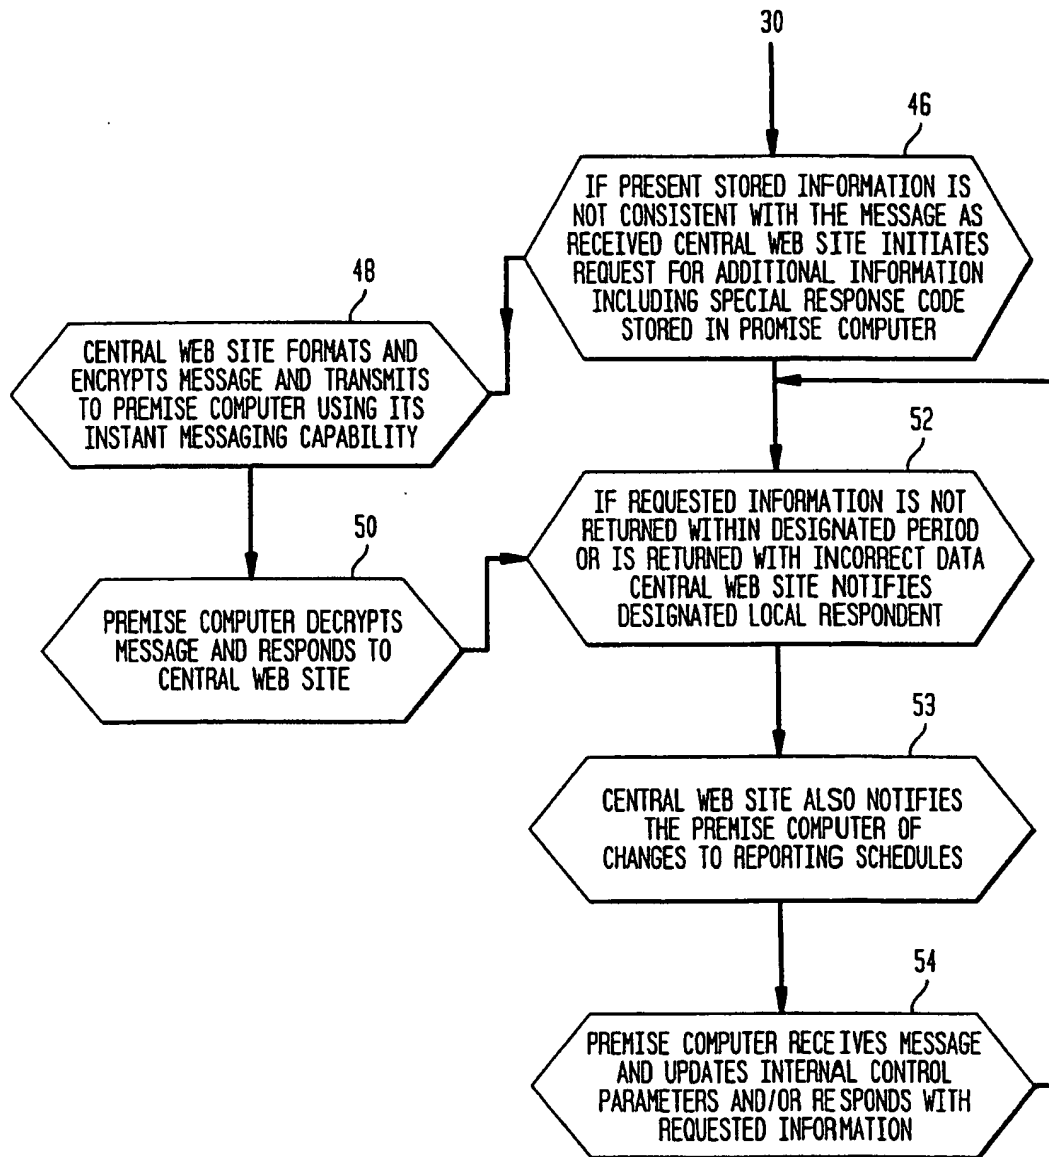 30
46
IF PRESENT STORED INFORMATION IS
NOT CONSISTENT WITH THE MESSAGE AS
RECEIVED CENTRAL WEB SITE INITIATES
REQUEST FOR ADDITIONAL INFORMATION
INCLUDING SPECIAL RESPONSE CODE
STORED IN PROMISE COMPUTER
48
CENTRAL WEB SITE FORMATS AND
ENCRYPTS MESSAGE AND TRANSMITS
TO PREMISE COMPUTER USING ITS
INSTANT MESSAGING CAPABILITY
50
PREMISE COMPUTER DECRYPTS
MESSAGE AND RESPONDS TO
CENTRAL WEB SITE
52
IF REQUESTED INFORMATION IS NOT
RETURNED WITHIN DESIGNATED PERIOD
OR IS RETURNED WITH INCORRECT DATA
CENTRAL WEB SITE NOTIFIES
DESIGNATED LOCAL RESPONDENT
53
CENTRAL WEB SITE ALSO NOTIFIES
THE PREMISE COMPUTER OF
CHANGES TO REPORTING SCHEDULES
54
PREMISE COMPUTER RECEIVES MESSAGE
AND UPDATES INTERNAL CONTROL
PARAMETERS AND/OR RESPONDS WITH
REQUESTED INFORMATION